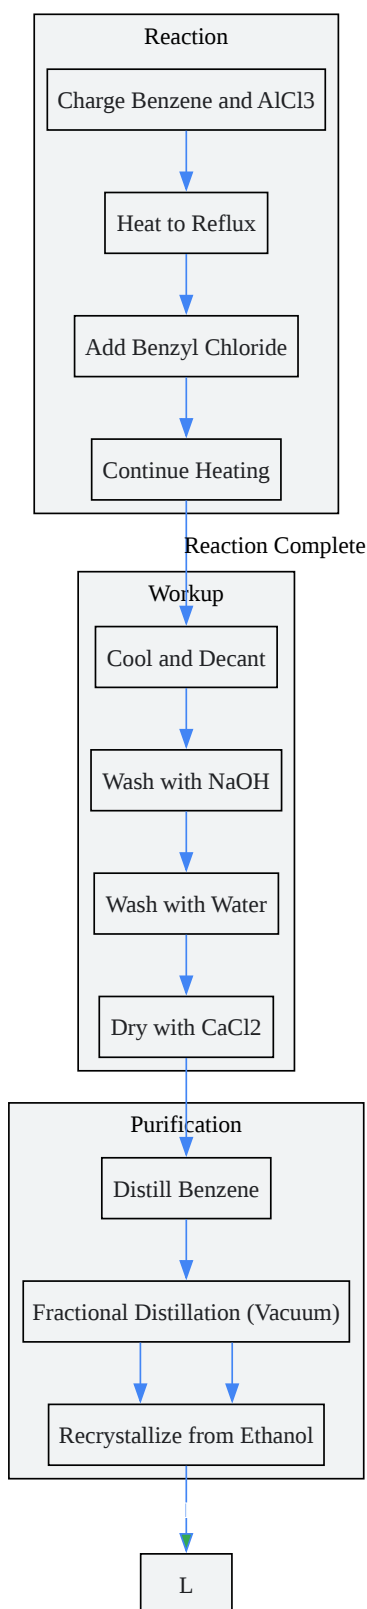 Reaction
Charge Benzene and AlCl3
Heat to Reflux
Add Benzyl Chloride
Continue Heating
Reaction Complete
Workup
Cool and Decant
Wash with NaOH
Wash with Water
Dry with CaCl2
Purification
Distill Benzene
Fractional Distillation (Vacuum)
Recrystallize from Ethanol
L